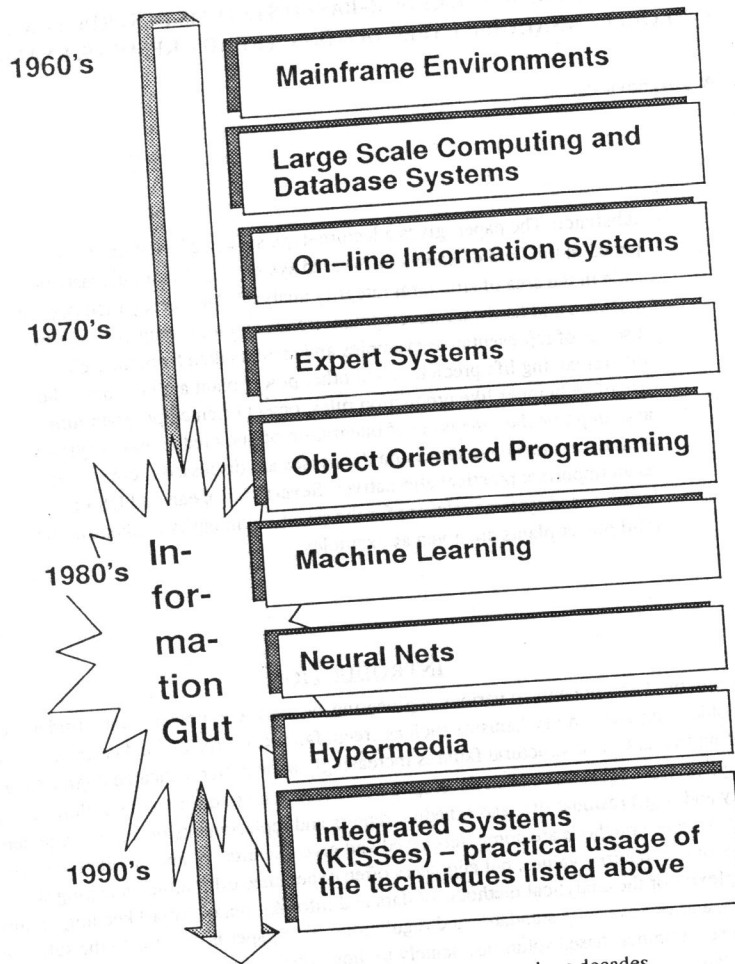 1960's
Mainframe Environments
Large Scale Computing and
Database Systems
On-line Information Systems
1970's
Expert Systems
Object Oriented Programming
1980's
In-
for-
ma-
tion
Glut
Machine Learning
Neural Nets
Hypermedia
1990's
Integrated Systems
(KISSes) – practical usage of
the techniques listed above
decades